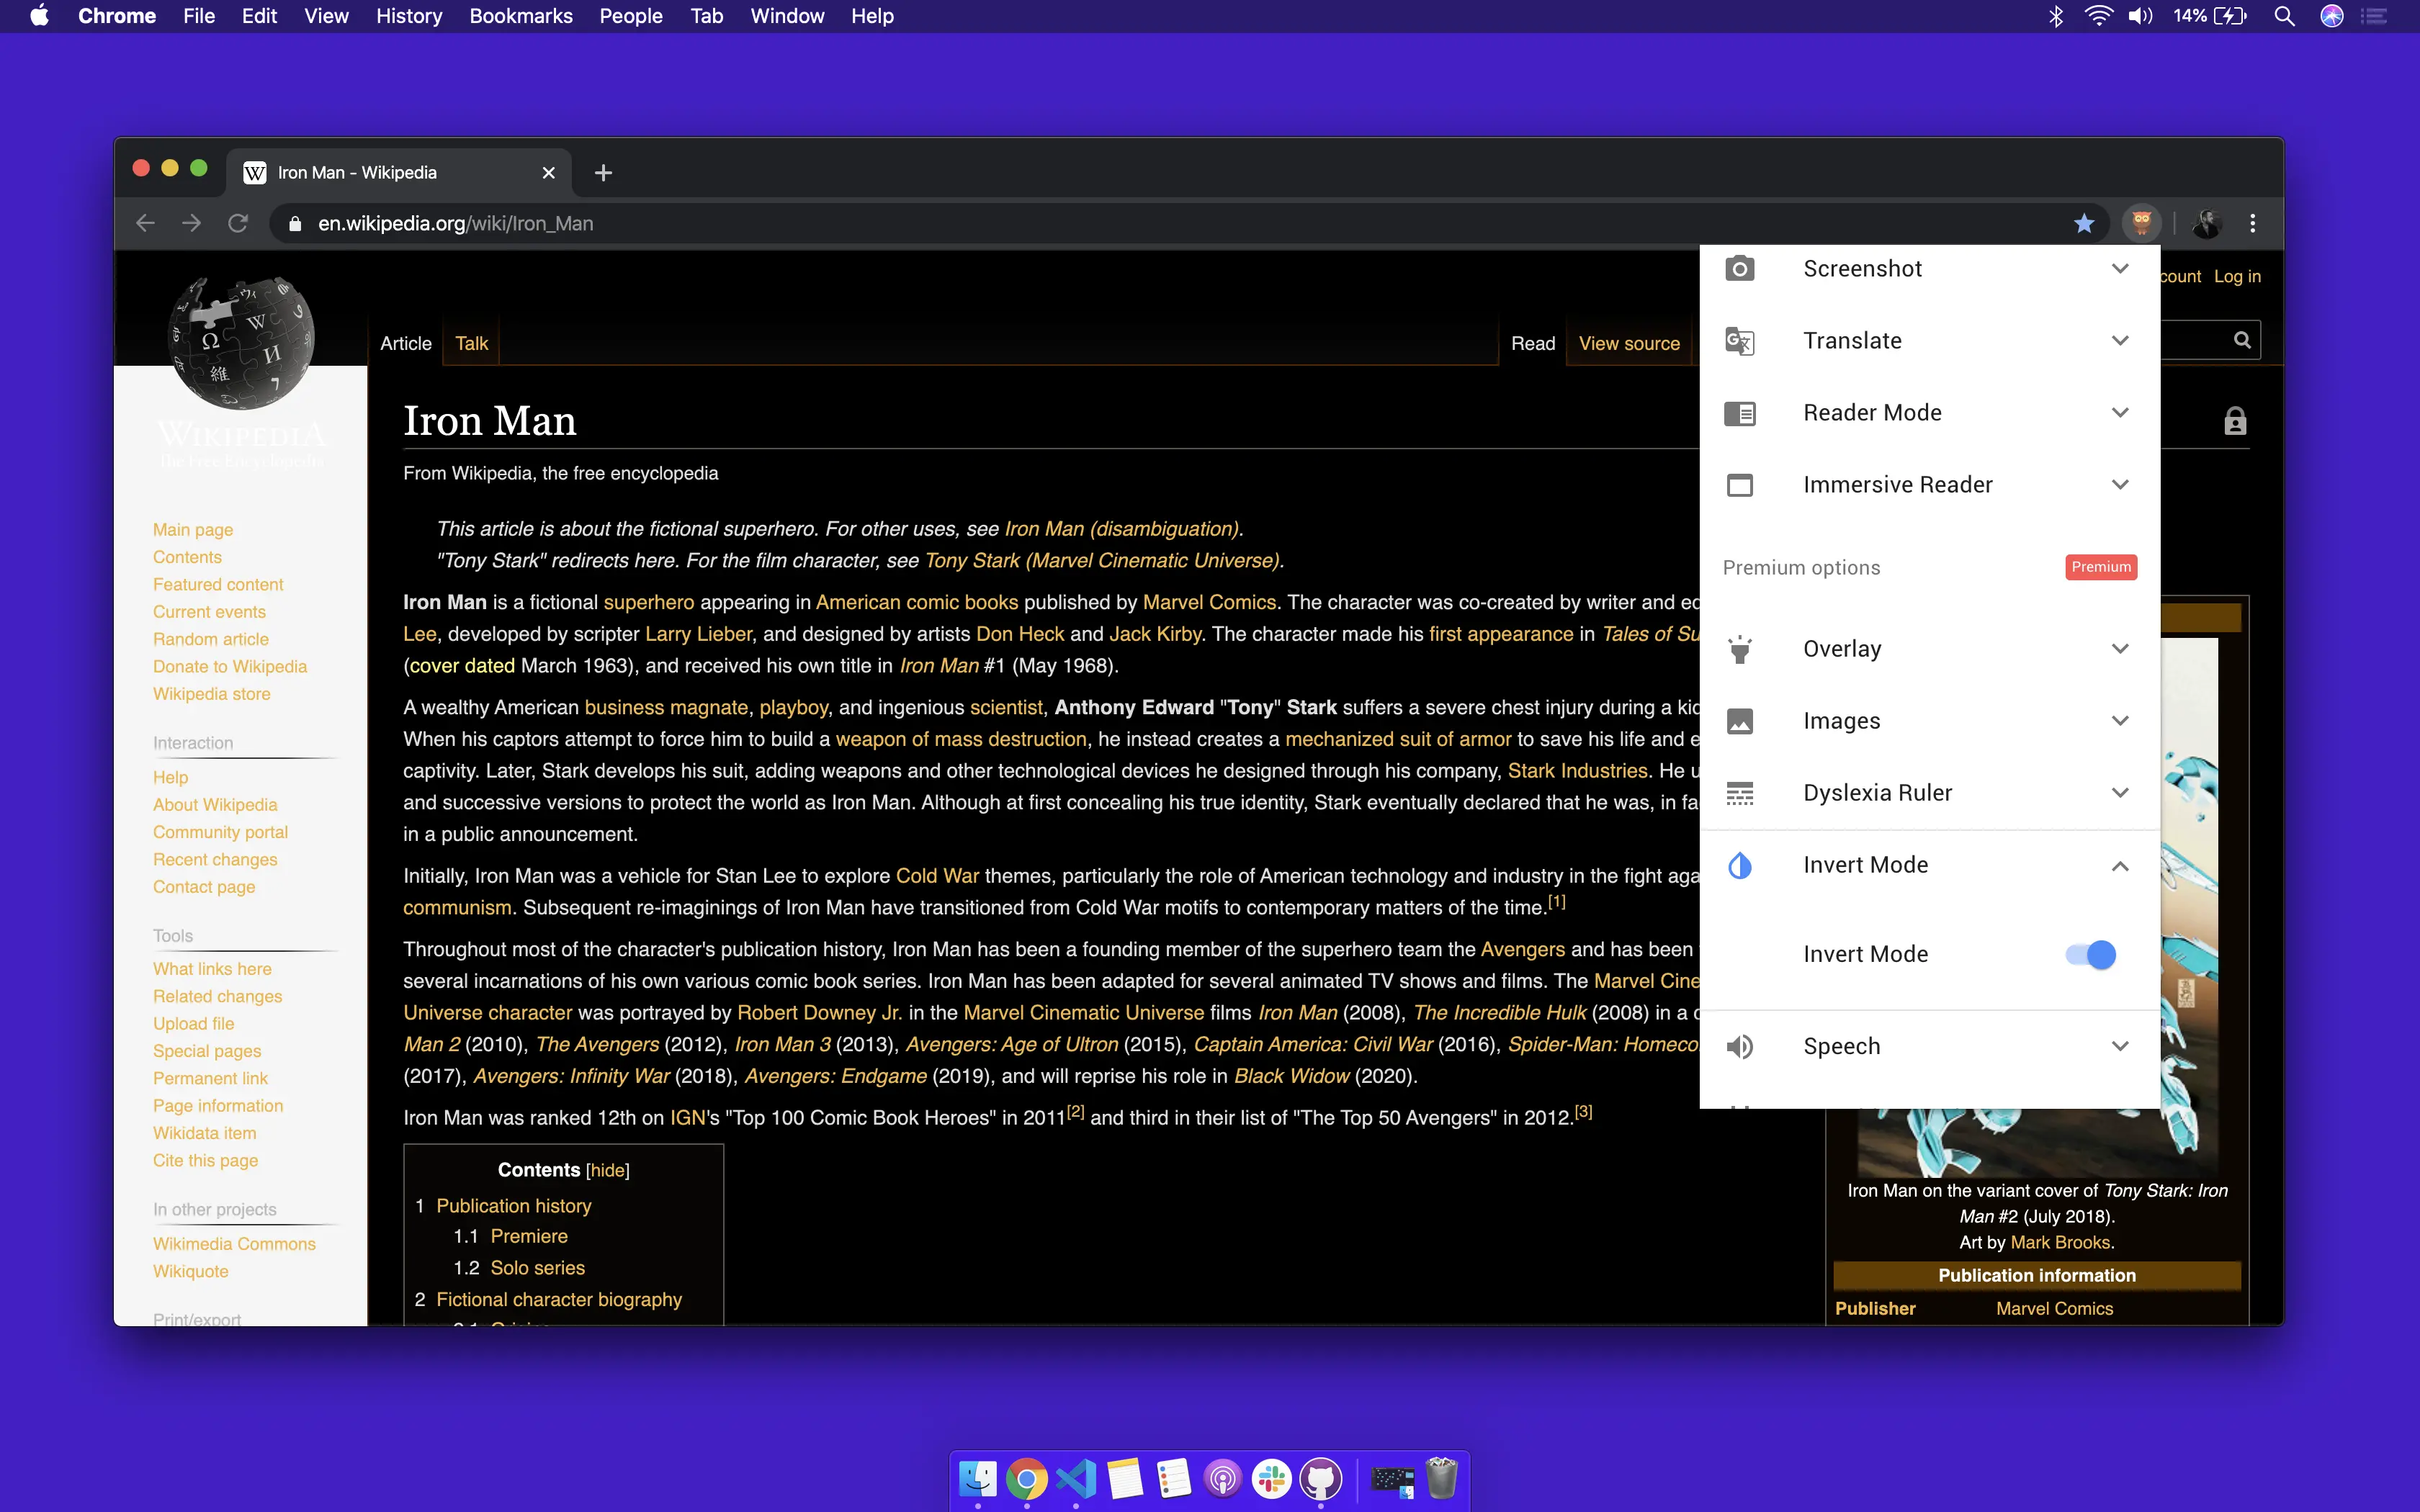 Chrome File Edit View History Bookmarks People Tab Window Help 14%
Iron Man - Wikipedia
en.wikipedia.org/wiki/Iron_Man
count Log in
Article Talk Read View source
WIKIPEDIA
The Free Encyclopedia
Main page
Contents
Featured content
Current events
Random article
Donate to Wikipedia
Wikipedia store
Interaction
Help
About Wikipedia
Community portal
Recent changes
Contact page
Tools
What links here
Related changes
Upload file
Special pages
Permanent link
Page information
Wikidata item
Cite this page
In other projects
Wikimedia Commons
Wikiquote
Print/export
Iron Man
From Wikipedia, the free encyclopedia
This article is about the fictional superhero. For other uses, see Iron Man (disambiguation).
"Tony Stark" redirects here. For the film character, see Tony Stark (Marvel Cinematic Universe).
Iron Man is a fictional superhero appearing in American comic books published by Marvel Comics. The character was co-created by writer and ed
Lee, developed by scripter Larry Lieber, and designed by artists Don Heck and Jack Kirby. The character made his first appearance in Tales of Su
(cover dated March 1963), and received his own title in Iron Man #1 (May 1968).
A wealthy American business magnate, playboy, and ingenious scientist, Anthony Edward "Tony" Stark suffers a severe chest injury during a kid
When his captors attempt to force him to build a weapon of mass destruction, he instead creates a mechanized suit of armor to save his life and e
captivity. Later, Stark develops his suit, adding weapons and other technological devices he designed through his company, Stark Industries. He u
and successive versions to protect the world as Iron Man. Although at first concealing his true identity, Stark eventually declared that he was, in fa
in a public announcement.
Initially, Iron Man was a vehicle for Stan Lee to explore Cold War themes, particularly the role of American technology and industry in the fight aga
communism. Subsequent re-imaginings of Iron Man have transitioned from Cold War motifs to contemporary matters of the time.[1]
Throughout most of the character's publication history, Iron Man has been a founding member of the superhero team the Avengers and has been
several incarnations of his own various comic book series. Iron Man has been adapted for several animated TV shows and films. The Marvel Cine
Universe character was portrayed by Robert Downey Jr. in the Marvel Cinematic Universe films Iron Man (2008), The Incredible Hulk (2008) in a c
Man 2 (2010), The Avengers (2012), Iron Man 3 (2013), Avengers: Age of Ultron (2015), Captain America: Civil War (2016), Spider-Man: Homeco
(2017), Avengers: Infinity War (2018), Avengers: Endgame (2019), and will reprise his role in Black Widow (2020).
Iron Man was ranked 12th on IGN's "Top 100 Comic Book Heroes" in 2011[2] and third in their list of "The Top 50 Avengers" in 2012.[3]
Contents [hide]
1 Publication history
1.1 Premiere
1.2 Solo series
2 Fictional character biography
Screenshot
Translate
Reader Mode
Immersive Reader
Premium options Premium
Overlay
Images
Dyslexia Ruler
Invert Mode
Invert Mode
Speech
Iron Man on the variant cover of Tony Stark: Iron
Man #2 (July 2018).
Art by Mark Brooks.
Publication information
Publisher Marvel Comics